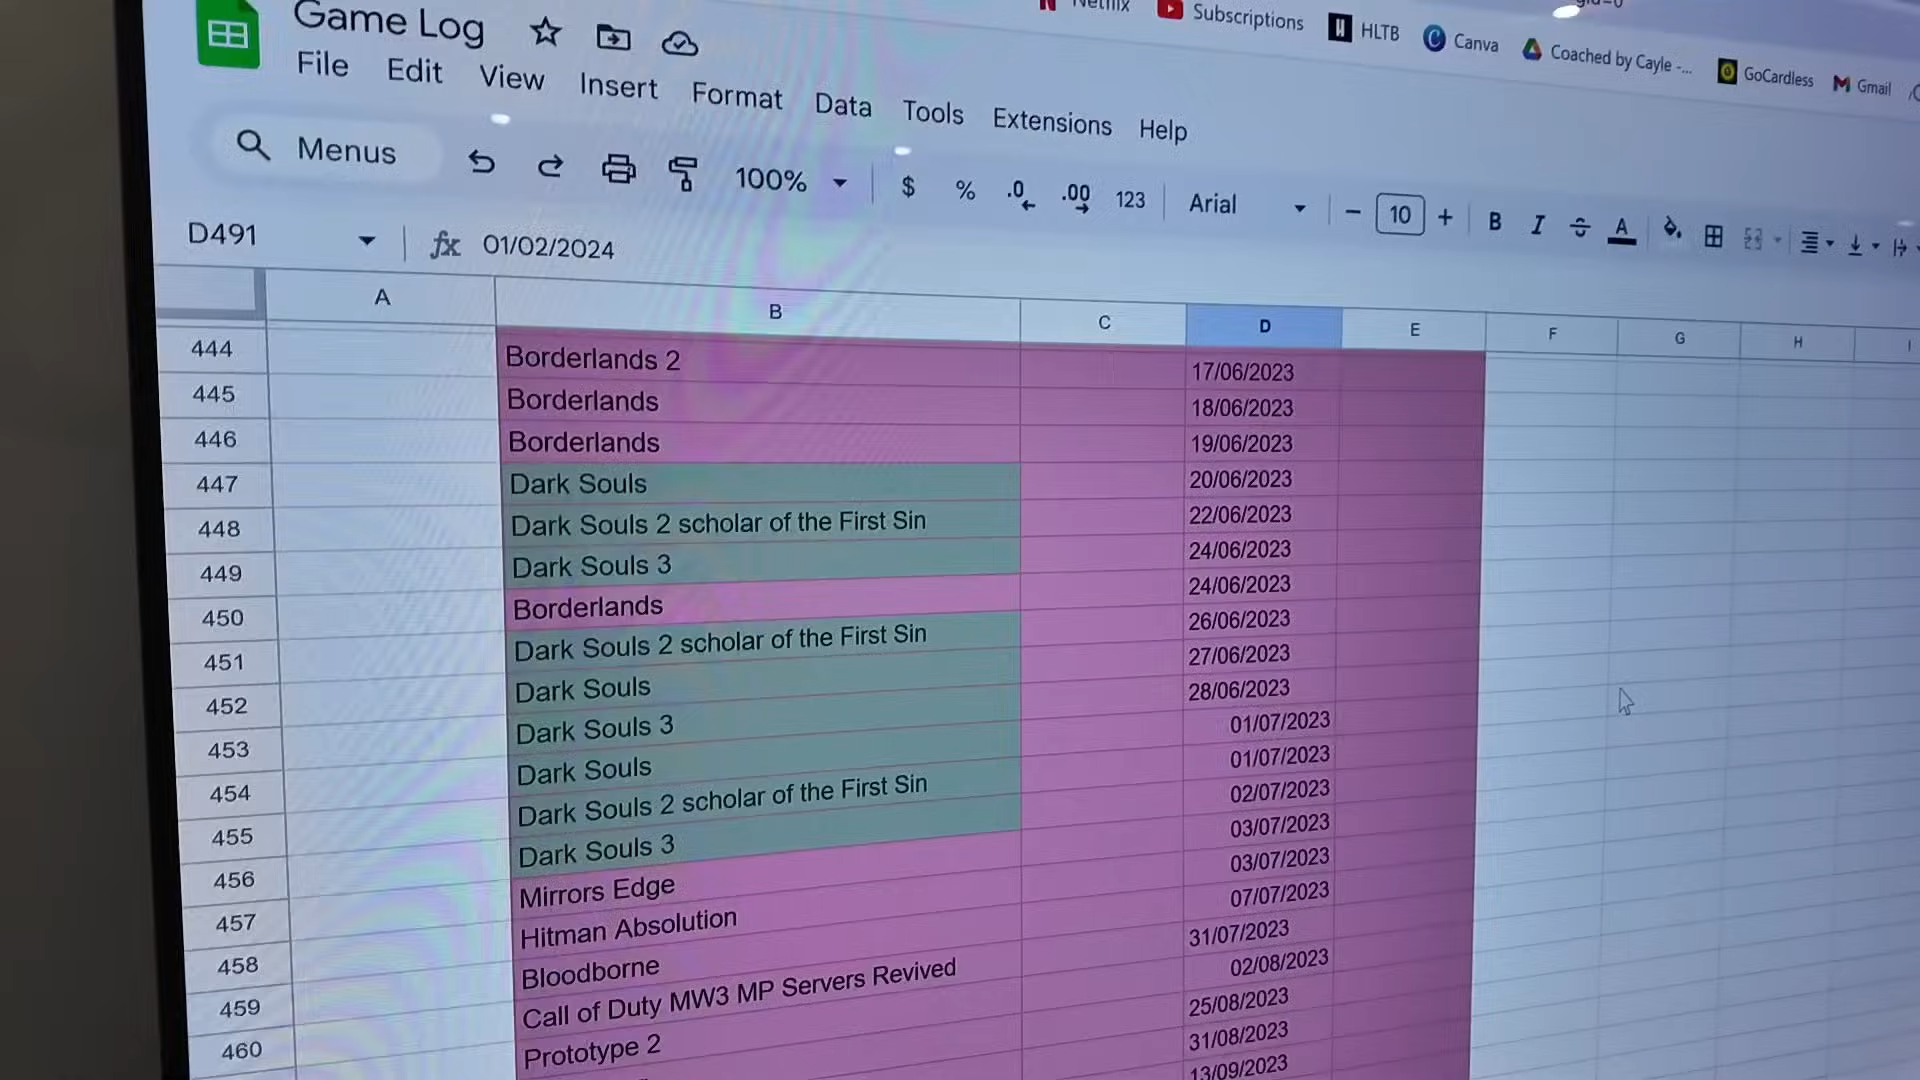 Game Log
Netflix
Subscriptions
HLTB
Canva
Coached by Cayle -...
GoCardless
Gmail
File Edit View Insert Format Data Tools Extensions Help
Menus
100%
$ % .0 .00 123
Arial
− 10 + B I S A
D491
fx 01/02/2024
A B C D E F G H I
444 Borderlands 2 17/06/2023
445 Borderlands 18/06/2023
446 Borderlands 19/06/2023
447 Dark Souls 20/06/2023
448 Dark Souls 2 scholar of the First Sin 22/06/2023
449 Dark Souls 3 24/06/2023
450 Borderlands 24/06/2023
451 Dark Souls 2 scholar of the First Sin 26/06/2023
452 Dark Souls 27/06/2023
453 Dark Souls 3 28/06/2023
454 Dark Souls 01/07/2023
455 Dark Souls 2 scholar of the First Sin 01/07/2023
456 Dark Souls 3 02/07/2023
457 Mirrors Edge 03/07/2023
458 Hitman Absolution 03/07/2023
459 Bloodborne 07/07/2023
460 Call of Duty MW3 MP Servers Revived 31/07/2023
Prototype 2 02/08/2023
25/08/2023
31/08/2023
13/09/2023